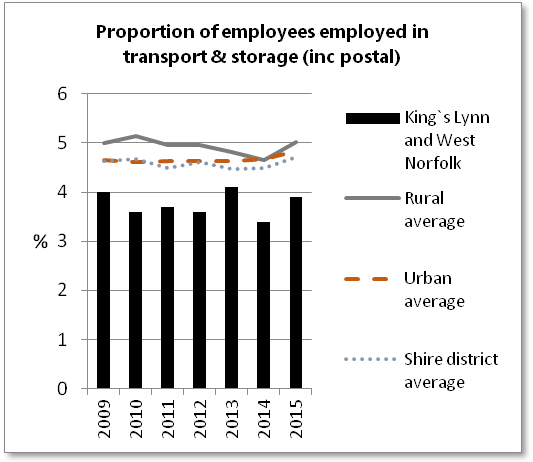 Proportion of employees employed in
transport & storage (inc postal)
6
5
4
3
2
1
0
%
2009
2010
2011
2012
2013
2014
2015
King`s Lynn
and West
Norfolk
Rural
average
Urban
average
Shire district
average